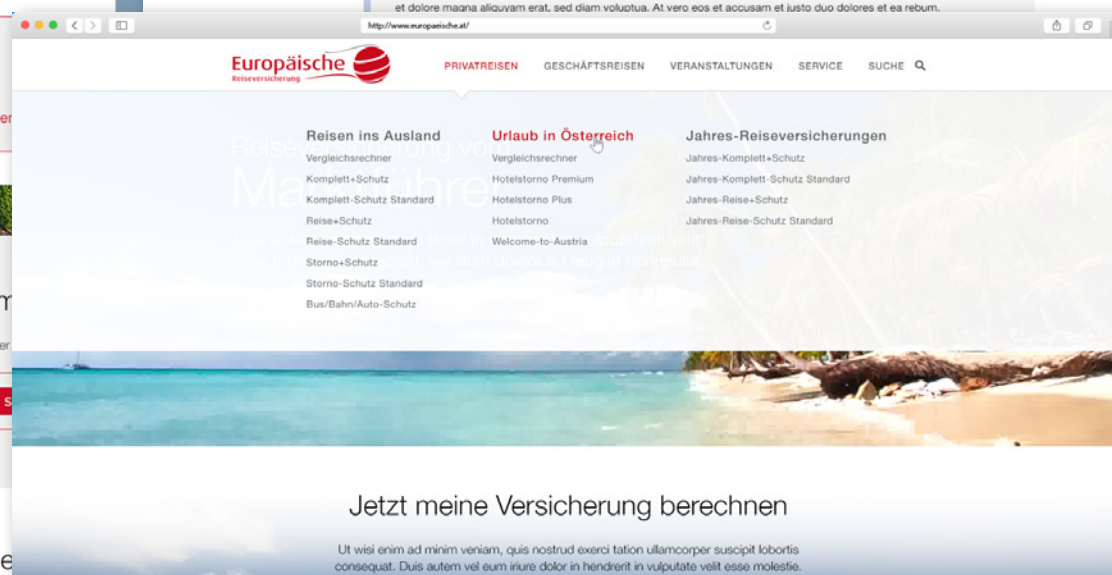 et dolore magna aliquyam erat, sed diam voluptua. At vero eos et accusam et justo duo dolores et ea rebum.
http://www.europaeische.at/
Europäische
Reiseversicherung
PRIVATREISEN GESCHÄFTSREISEN VERANSTALTUNGEN SERVICE SUCHE
Reisen ins Ausland
Vergleichsrechner
Komplett+Schutz
Komplett-Schutz Standard
Reise+Schutz
Reise-Schutz Standard
Storno+Schutz
Storno-Schutz Standard
Bus/Bahn/Auto-Schutz
Urlaub in Österreich
Vergleichsrechner
Hotelstorno Premium
Hotelstorno Plus
Hotelstorno
Welcome-to-Austria
Jahres-Reiseversicherungen
Jahres-Komplett+Schutz
Jahres-Komplett-Schutz Standard
Jahres-Reise+Schutz
Jahres-Reise-Schutz Standard
Reiseversicherung vom
Jetzt meine Versicherung berechnen
Ut wisi enim ad minim veniam, quis nostrud exerci tation ullamcorper suscipit lobortis
consequat. Duis autem vel eum iriure dolor in hendrerit in vulputate velit esse molestie.